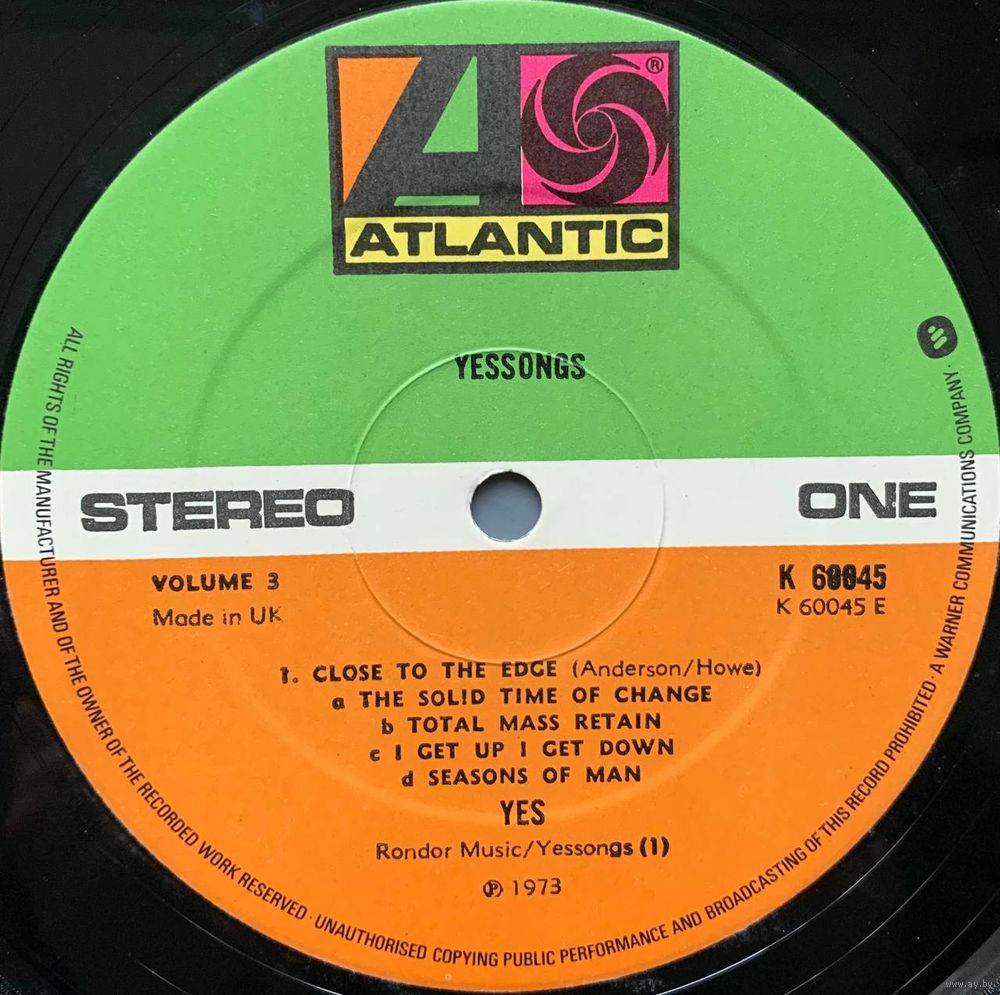 ®
ATLANTIC
YESSONGS
STEREO
ONE
VOLUME 3
Made in UK
K 60045
K 60045 E
1. CLOSE TO THE EDGE (Anderson/Howe)
a THE SOLID TIME OF CHANGE
b TOTAL MASS RETAIN
c I GET UP I GET DOWN
d SEASONS OF MAN
YES
Rondor Music/Yessongs (1)
℗ 1973
ALL RIGHTS OF THE MANUFACTURER AND OF THE OWNER OF THE RECORDED WORK RESERVED · UNAUTHORISED COPYING PUBLIC PERFORMANCE AND BROADCASTING OF THIS RECORD PROHIBITED · A WARNER COMMUNICATIONS COMPANY ·
www.ay.by